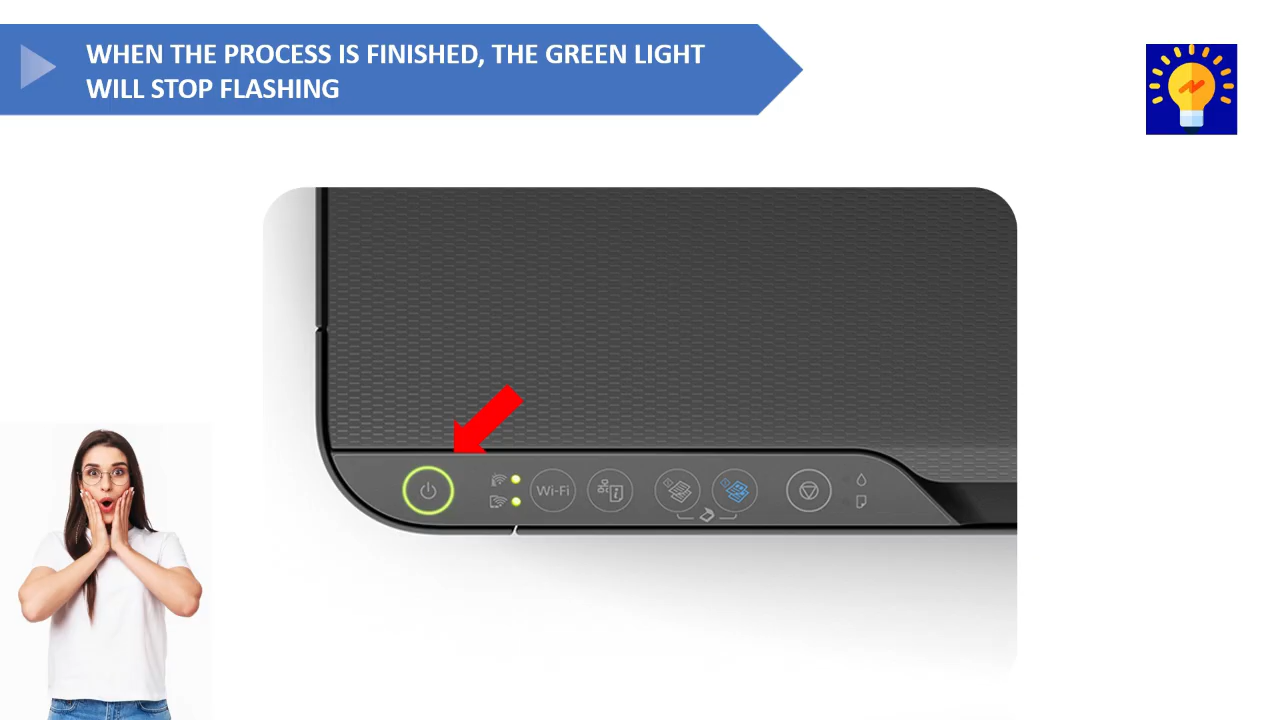 WHEN THE PROCESS IS FINISHED, THE GREEN LIGHT
WILL STOP FLASHING
Wi-Fi